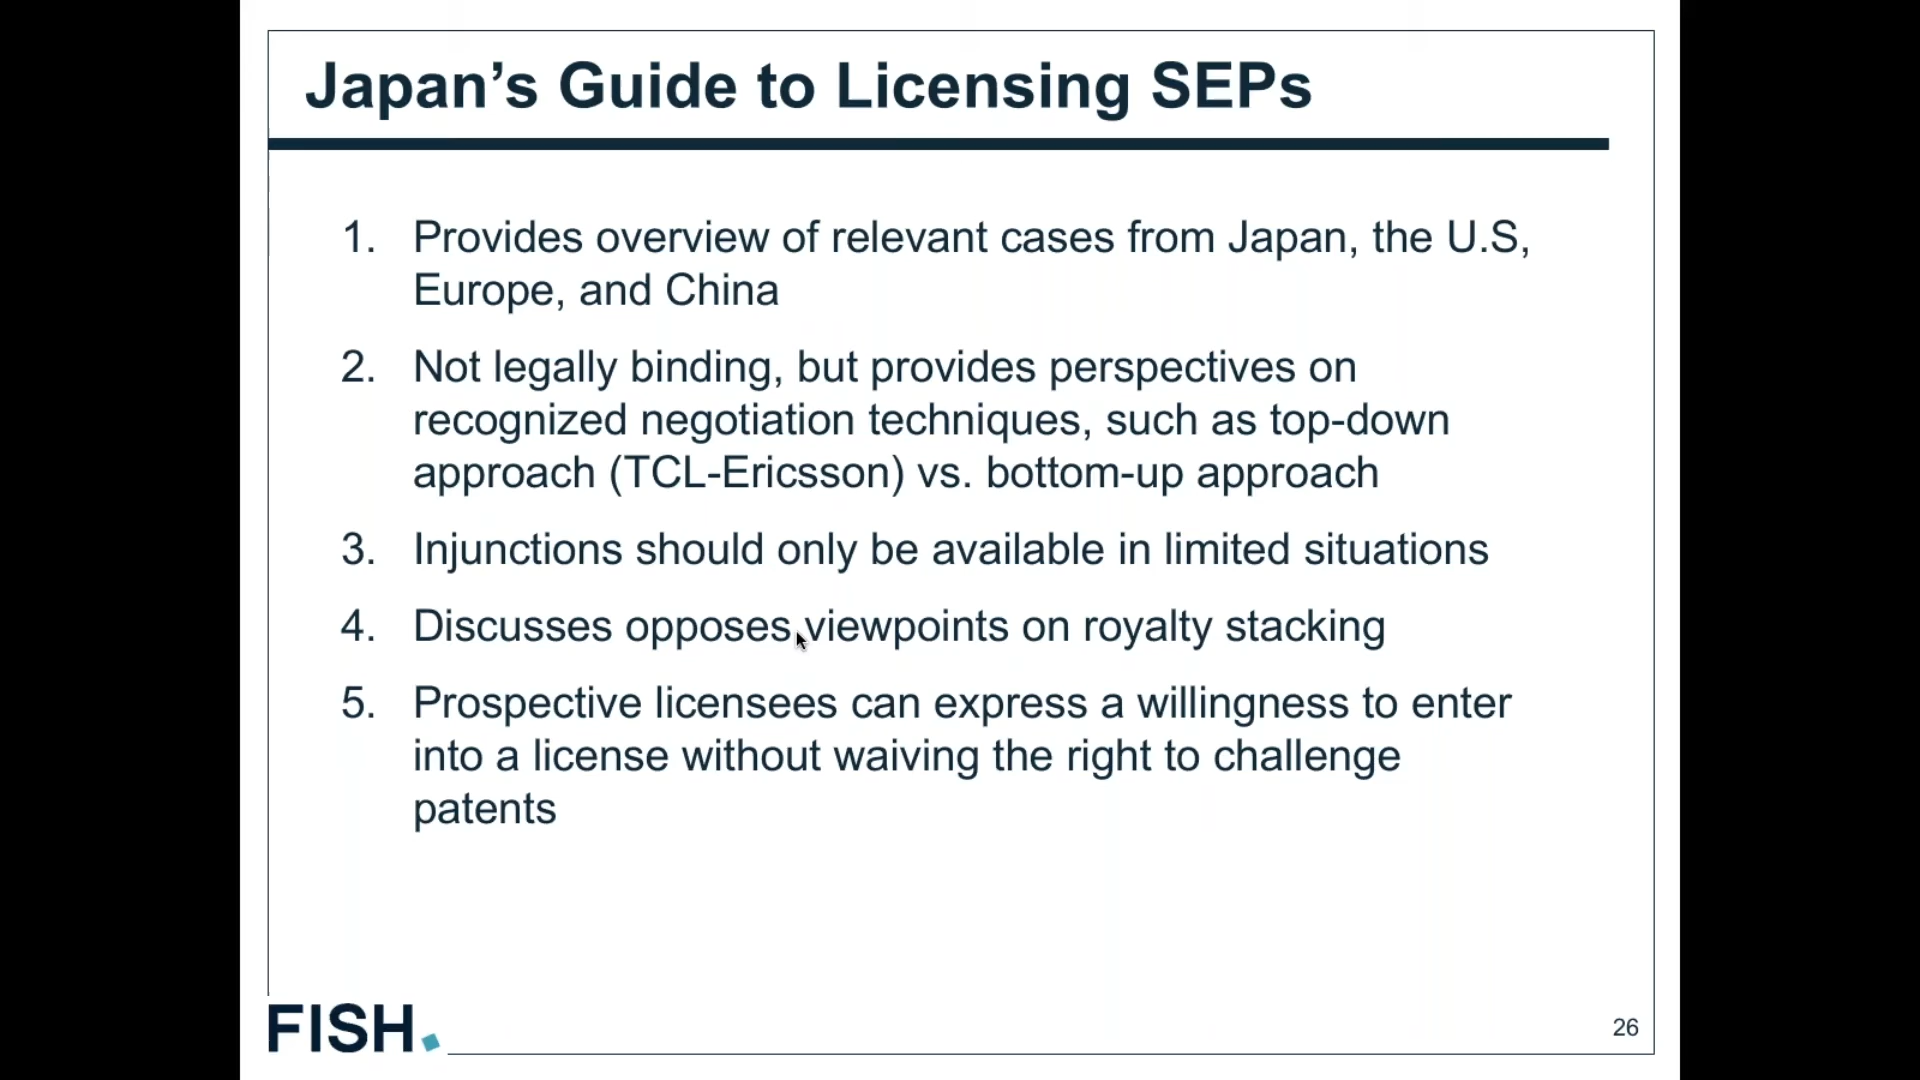 Japan’s Guide to Licensing SEPs
1. Provides overview of relevant cases from Japan, the U.S,
Europe, and China
2. Not legally binding, but provides perspectives on
recognized negotiation techniques, such as top-down
approach (TCL-Ericsson) vs. bottom-up approach
3. Injunctions should only be available in limited situations
4. Discusses opposes viewpoints on royalty stacking
5. Prospective licensees can express a willingness to enter
into a license without waiving the right to challenge
patents
FISH.
26